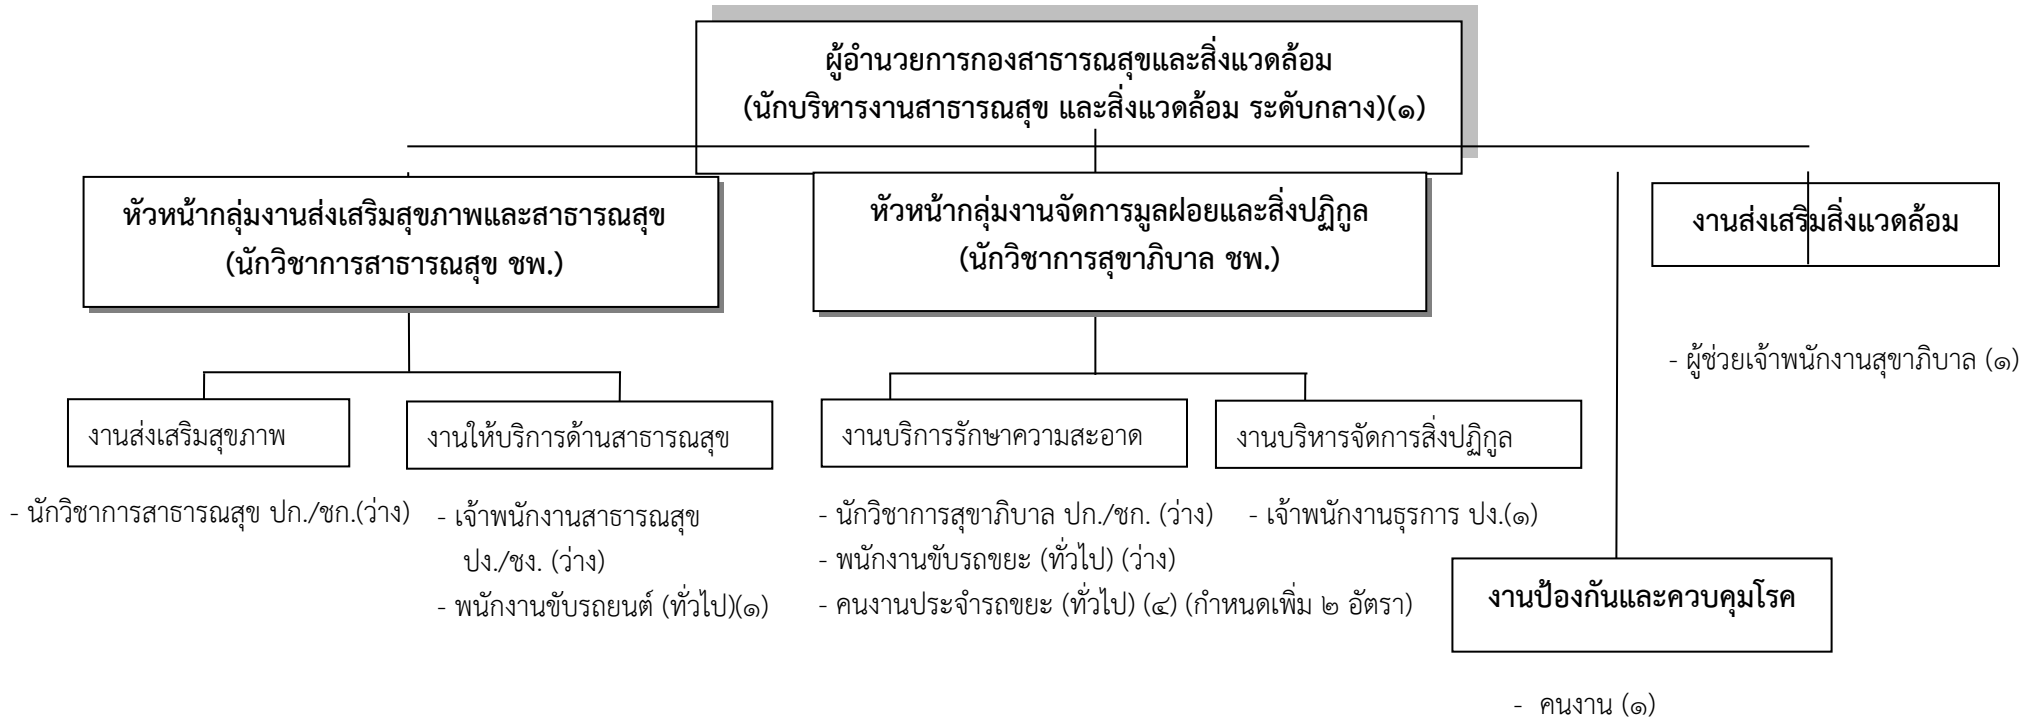 ผู้อำนวยการกองสาธารณสุขและสิ่งแวดล้อม
(นักบริหารงานสาธารณสุข และสิ่งแวดล้อม ระดับกลาง)(๑)
หัวหน้ากลุ่มงานส่งเสริมสุขภาพและสาธารณสุข
(นักวิชาการสาธารณสุข ชพ.)
หัวหน้ากลุ่มงานจัดการมูลฝอยและสิ่งปฏิกูล
(นักวิชาการสุขาภิบาล ชพ.)
งานส่งเสริมสิ่งแวดล้อม
- ผู้ช่วยเจ้าพนักงานสุขาภิบาล (๑)
งานส่งเสริมสุขภาพ
- นักวิชาการสาธารณสุข ปก./ชก.(ว่าง)
งานให้บริการด้านสาธารณสุข
- เจ้าพนักงานสาธารณสุข
ปง./ชง. (ว่าง)
- พนักงานขับรถยนต์ (ทั่วไป)(๑)
งานบริการรักษาความสะอาด
- นักวิชาการสุขาภิบาล ปก./ชก. (ว่าง)
- พนักงานขับรถขยะ (ทั่วไป) (ว่าง)
- คนงานประจำรถขยะ (ทั่วไป) (๔) (กำหนดเพิ่ม ๒ อัตรา)
งานบริหารจัดการสิ่งปฏิกูล
- เจ้าพนักงานธุรการ ปง.(๑)
งานป้องกันและควบคุมโรค
- คนงาน (๑)